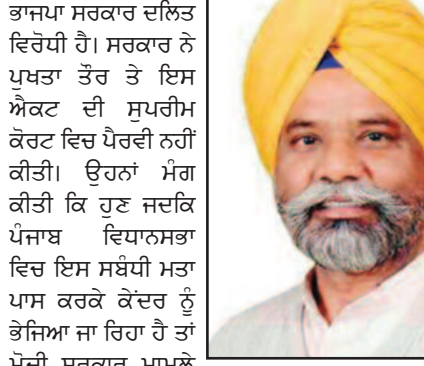 ਭਾਜਪਾ ਸਰਕਾਰ ਦਲਿਤ
ਵਿਰੋਧੀ ਹੈ। ਸਰਕਾਰ ਨੇ
ਪੁਖਤਾ ਤੌਰ ਤੇ ਇਸ
ਐਕਟ ਦੀ ਸੁਪਰੀਮ
ਕੋਰਟ ਵਿਚ ਪੈਰਵੀ ਨਹੀਂ
ਕੀਤੀ। ਉਹਨਾਂ ਮੰਗ
ਕੀਤੀ ਕਿ ਹੁਣ ਜਦਕਿ
ਪੰਜਾਬ ਵਿਧਾਨਸਭਾ
ਵਿਚ ਇਸ ਸਬੰਧੀ ਮਤਾ
ਪਾਸ ਕਰਕੇ ਕੇਂਦਰ ਨੂੰ
ਭੇਜਿਆ ਜਾ ਰਿਹਾ ਹੈ ਤਾਂ
ਮੋਦੀ ਸਰਕਾਰ ਮਾਮਲੇ